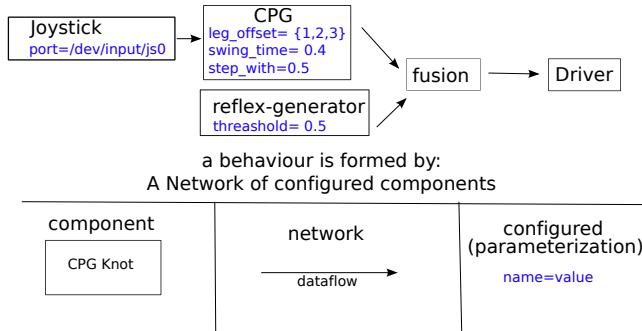 Joystick
port=/dev/input/js0
CPG
leg_offset= {1,2,3}
swing_time= 0.4
step_with=0.5
reflex-generator
threashold= 0.5
fusion
Driver
a behaviour is formed by:
A Network of configured components
component
CPG Knot
network
dataflow
configured
(parameterization)
name=value